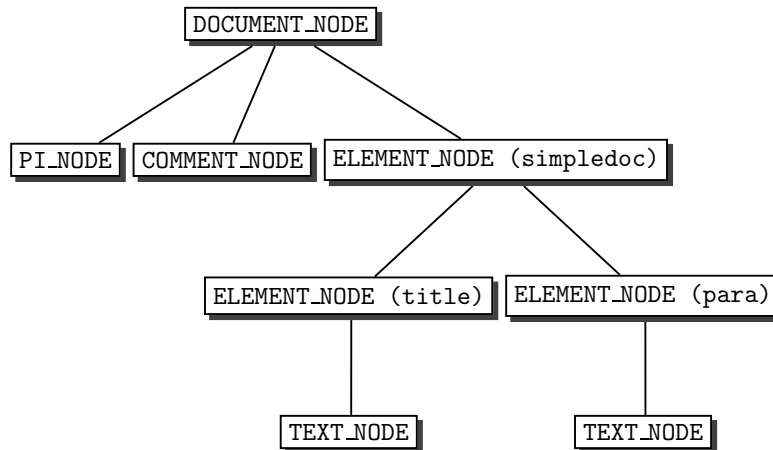 DOCUMENT_NODE
PI_NODE
COMMENT_NODE
ELEMENT_NODE (simpledoc)
ELEMENT_NODE (title)
ELEMENT_NODE (para)
TEXT_NODE
TEXT_NODE